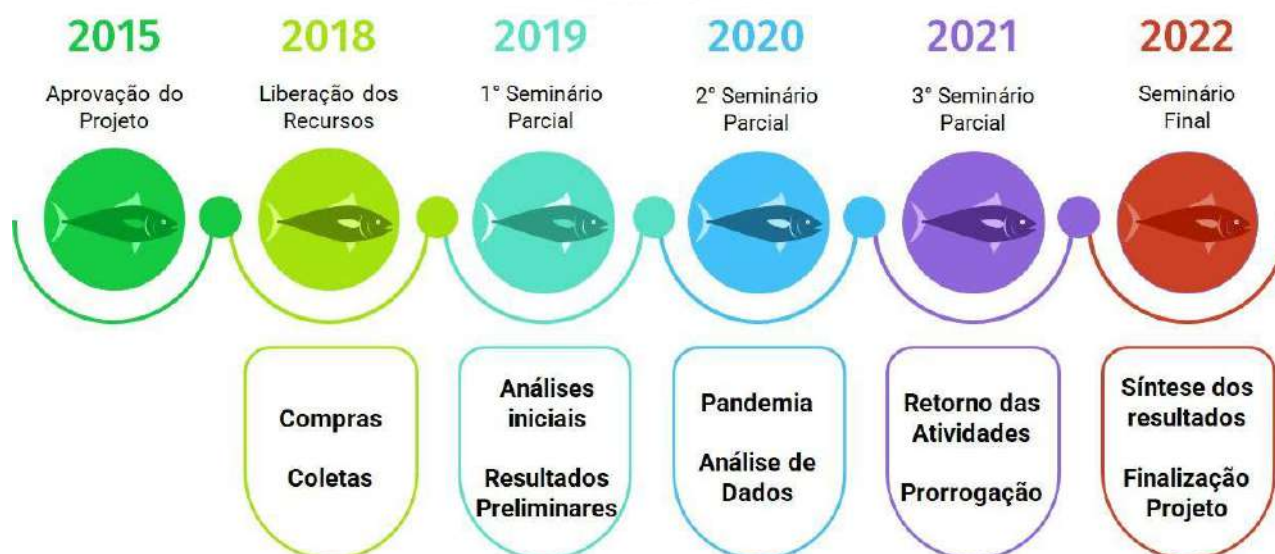 2015
Aprovação do
Projeto
2018
Liberação dos
Recursos
2019
1° Seminário
Parcial
2020
2° Seminário
Parcial
2021
3° Seminário
Parcial
2022
Seminário
Final
Compras
Coletas
Análises
iniciais
Resultados
Preliminares
Pandemia
Análise de
Dados
Retorno das
Atividades
Prorrogação
Síntese dos
resultados
Finalização
Projeto